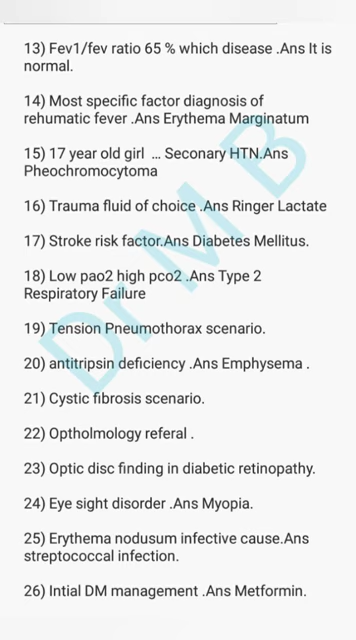 13) Fev1/fev ratio 65 % which disease .Ans It is
normal.
14) Most specific factor diagnosis of
rehumatic fever .Ans Erythema Marginatum
15) 17 year old girl ... Seconary HTN.Ans
Pheochromocytoma
16) Trauma fluid of choice .Ans Ringer Lactate
17) Stroke risk factor.Ans Diabetes Mellitus.
18) Low pao2 high pco2 .Ans Type 2
Respiratory Failure
19) Tension Pneumothorax scenario.
20) antitripsin deficiency .Ans Emphysema .
21) Cystic fibrosis scenario.
22) Optholmology referal .
23) Optic disc finding in diabetic retinopathy.
24) Eye sight disorder .Ans Myopia.
25) Erythema nodusum infective cause.Ans
streptococcal infection.
26) Intial DM management .Ans Metformin.
Dr M B